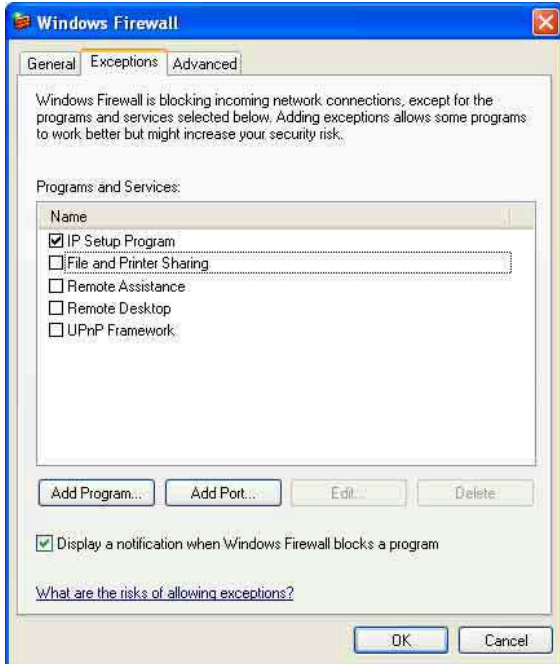 Windows Firewall
General Exceptions Advanced
Windows Firewall is blocking incoming network connections, except for the
programs and services selected below. Adding exceptions allows some programs
to work better but might increase your security risk.
Programs and Services:
Name
IP Setup Program
File and Printer Sharing
Remote Assistance
Remote Desktop
UPnP Framework
Add Program... Add Port... Edit... Delete
Display a notification when Windows Firewall blocks a program
What are the risks of allowing exceptions?
OK Cancel